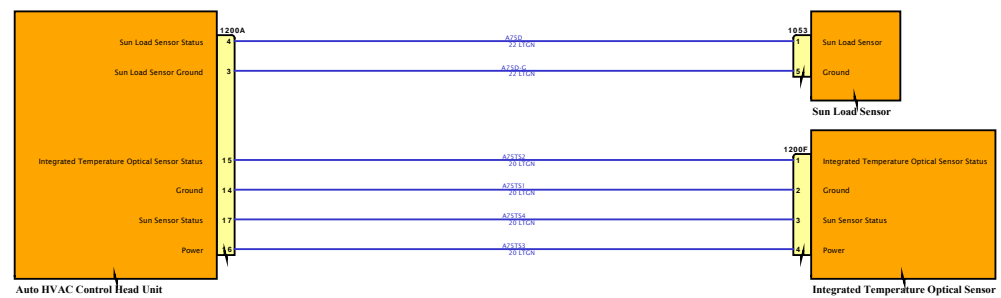 1200A
1053
Sun Load Sensor Status
4
A75D
22 LTGN
1
Sun Load Sensor
Sun Load Sensor Ground
3
A75D-G
22 LTGN
5
Ground
Sun Load Sensor
1200F
Integrated Temperature Optical Sensor Status
15
A75TS2
20 LTGN
1
Integrated Temperature Optical Sensor Status
Ground
14
A75TS1
20 LTGN
2
Ground
Sun Sensor Status
17
A75TS4
20 LTGN
3
Sun Sensor Status
Power
16
A75TS3
20 LTGN
4
Power
Auto HVAC Control Head Unit
Integrated Temperature Optical Sensor